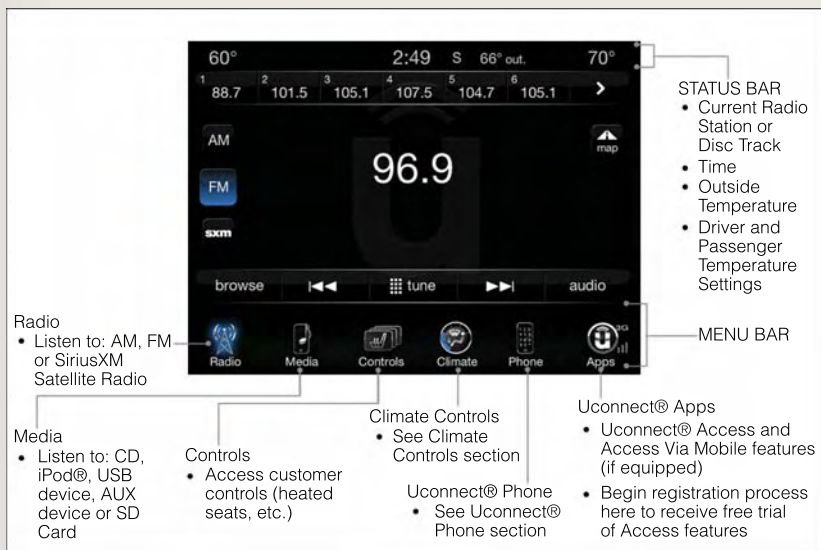 60° 2:49 S 66° out. 70°
1 88.7 2 101.5 3 105.1 4 107.5 5 104.7 6 105.1 >
AM
map
96.9
FM
sxm
browse tune audio
3G
Radio Media Controls Climate Phone Apps
STATUS BAR
• Current Radio
Station or
Disc Track
• Time
• Outside
Temperature
• Driver and
Passenger
Temperature
Settings
MENU BAR
Radio
• Listen to: AM, FM
or SiriusXM
Satellite Radio
Media
• Listen to: CD,
iPod®, USB
device, AUX
device or SD
Card
Controls
• Access customer
controls (heated
seats, etc.)
Climate Controls
• See Climate
Controls section
Uconnect® Phone
• See Uconnect®
Phone section
Uconnect® Apps
• Uconnect® Access and
Access Via Mobile features
(if equipped)
• Begin registration process
here to receive free trial
of Access features